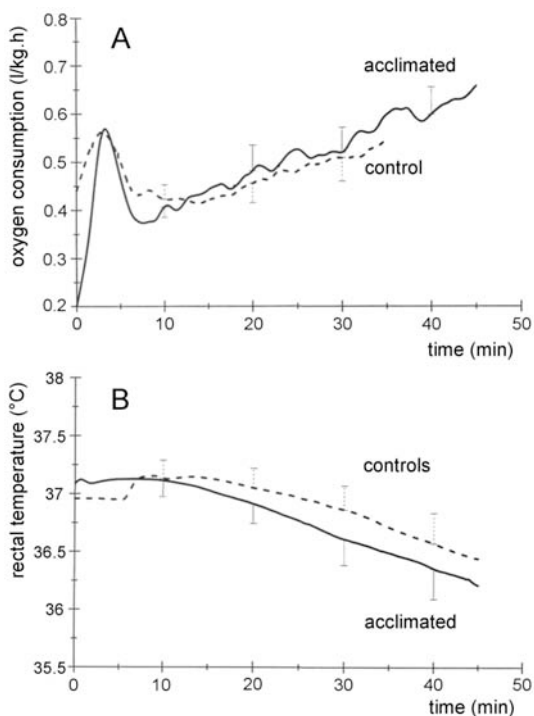 0.8
A
oxygen consumption (l/kg.h)
0.7
acclimated
0.6
0.5
control
0.4
0.3
0.2
0 10 20 30 40 50
time (min)
38
B
rectal temperature (°C)
37.5
controls
37
36.5
36
acclimated
35.5
0 10 20 30 40 50
time (min)